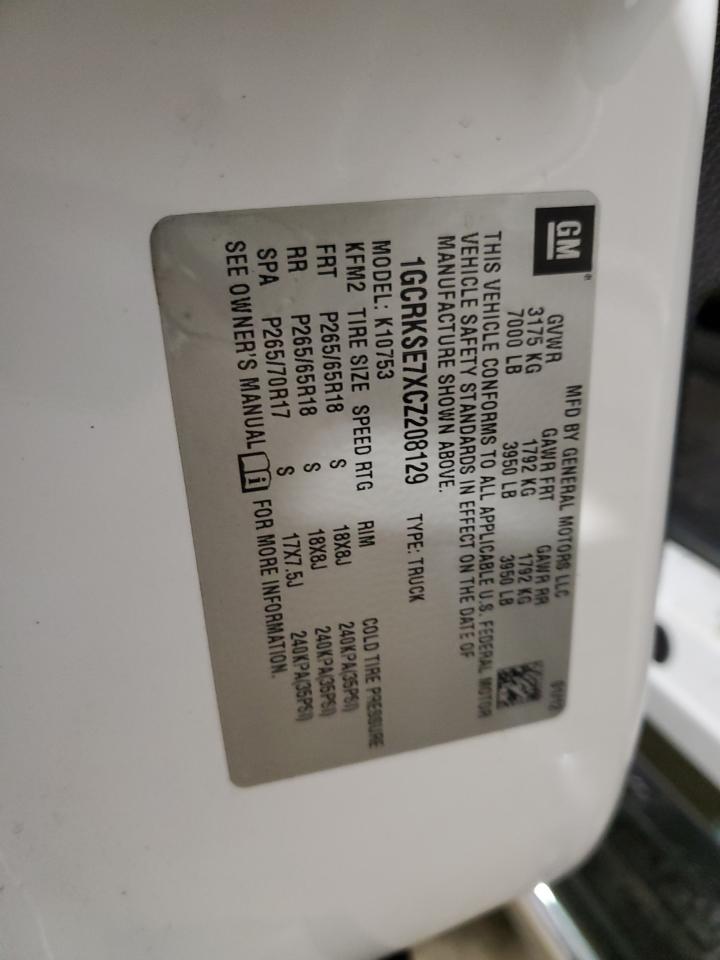 GM
MFD BY GENERAL MOTORS LLC 01/12
GVWR GAWR FRT GAWR RR
3175 KG 1792 KG 1792 KG
7000 LB 3950 LB 3950 LB
THIS VEHICLE CONFORMS TO ALL APPLICABLE U.S. FEDERAL MOTOR
VEHICLE SAFETY STANDARDS IN EFFECT ON THE DATE OF
MANUFACTURE SHOWN ABOVE.
1GCRKSE7XCZ208129 TYPE: TRUCK
MODEL: K10753
KFM2 TIRE SIZE SPEED RTG RIM COLD TIRE PRESSURE
FRT P265/65R18 S 18X8J 240KPA(35PSI)
RR P265/65R18 S 18X8J 240KPA(35PSI)
SPA P265/70R17 S 17X7.5J 240KPA(35PSI)
SEE OWNER'S MANUAL FOR MORE INFORMATION.